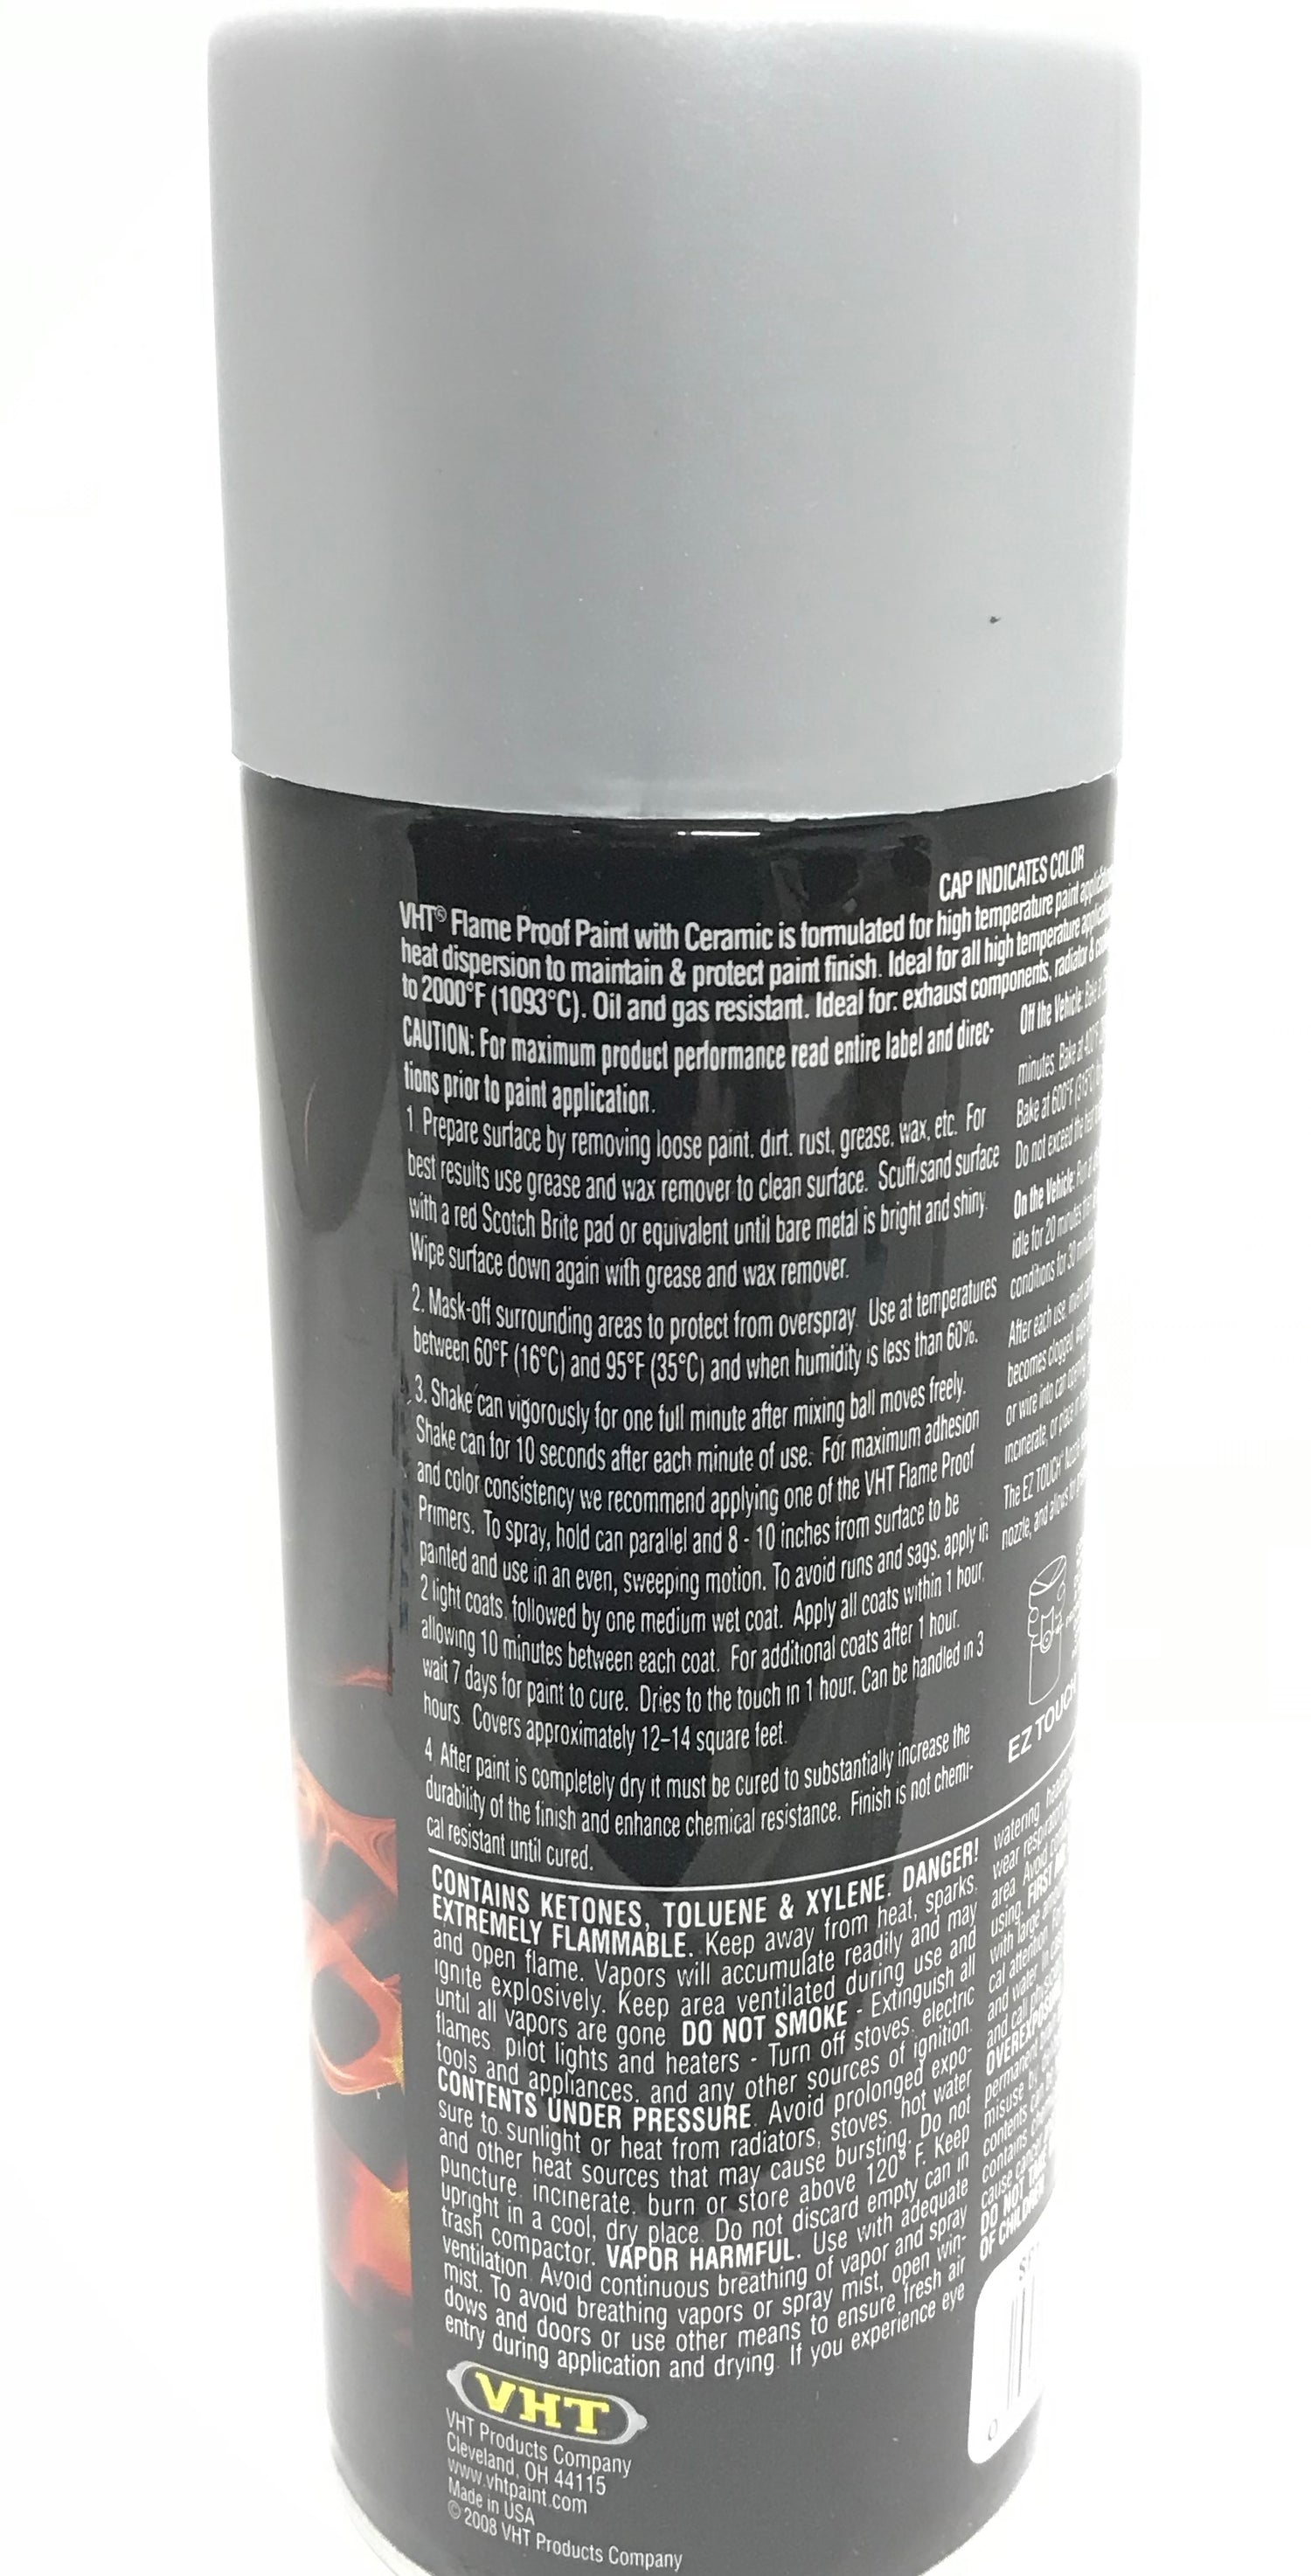 CAP INDICATES COLOR
VHT® Flame Proof Paint with Ceramic is formulated for high temperature paint
heat dispersion to maintain & protect paint finish. Ideal for all high temperature
to 2000°F (1093°C). Oil and gas resistant. Ideal for: exhaust components, radiator &
CAUTION: For maximum product performance read entire label and direc-
tions prior to paint application.
1 Prepare surface by removing loose paint, dirt, rust, grease, wax, etc. For
best results use grease and wax remover to clean surface. Scuff/sand surface
with a red Scotch Brite pad or equivalent until bare metal is bright and shiny
Wipe surface down again with grease and wax remover.
2. Mask-off surrounding areas to protect from overspray. Use at temperatures
between 60°F (16°C) and 95°F (35°C) and when humidity is less than 60%.
3. Shake can vigorously for one full minute after mixing ball moves freely.
Shake can for 10 seconds after each minute of use. For maximum adhesion
and color consistency we recommend applying one of the VHT Flame Proof
Primers. To spray, hold can parallel and 8 - 10 inches from surface to be
painted and use in an even, sweeping motion. To avoid runs and sags, apply in
2 light coats, followed by one medium wet coat. Apply all coats within 1 hour,
allowing 10 minutes between each coat. For additional coats after 1 hour,
wait 7 days for paint to cure. Dries to the touch in 1 hour. Can be handled in 3
hours. Covers approximately 12-14 square feet.
4 After paint is completely dry it must be cured to substantially increase the
durability of the finish and enhance chemical resistance. Finish is not chemi-
cal resistant until cured.
Off the Vehicle: Bake at
minutes. Bake at 400°F
Bake at 600°F (315°C)
Do not exceed the
On the Vehicle: Run
idle for 20 minutes
conditions for 30
After each use, invert
becomes clogged,
or wire into can
incinerate, or place
The EZ TOUCH
nozzle, and allows for
EZ TOUCH
CONTAINS KETONES, TOLUENE & XYLENE. DANGER!
EXTREMELY FLAMMABLE. Keep away from heat, sparks,
and open flame. Vapors will accumulate readily and may
ignite explosively. Keep area ventilated during use and
until all vapors are gone. DO NOT SMOKE - Extinguish all
flames, pilot lights and heaters - Turn off stoves, electric
tools and appliances, and any other sources of ignition.
CONTENTS UNDER PRESSURE. Avoid prolonged expo-
sure to sunlight or heat from radiators, stoves, hot water
and other heat sources that may cause bursting. Do not
puncture, incinerate, burn or store above 120° F. Keep
upright in a cool, dry place. Do not discard empty can in
trash compactor. VAPOR HARMFUL. Use with adequate
ventilation. Avoid continuous breathing of vapor and spray
mist. To avoid breathing vapors or spray mist, open win-
dows and doors or use other means to ensure fresh air
entry during application and drying. If you experience eye
watering,
wear
area. Avoid
using. FIRST
with large
cal attention.
and water
and call
OVEREXPOSURE
permanent
misuse by
contents can be
contains
cause cancer
DO NOT TAKE
OF CHILDREN
0
VHT
VHT Products Company
Cleveland, OH 44115
www.vhtpaint.com
Made in USA
© 2008 VHT Products Company